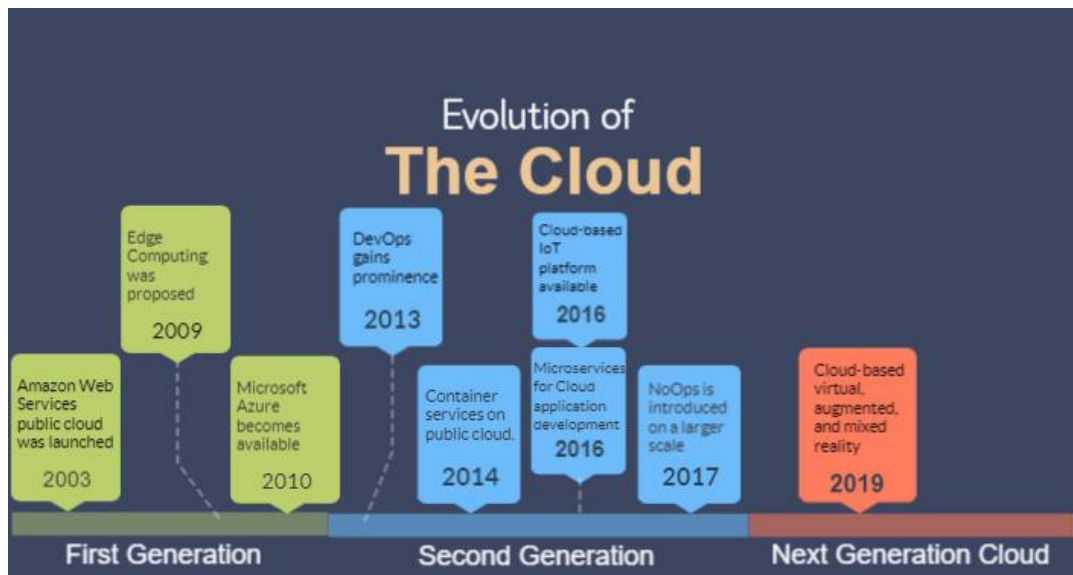 Evolution of
The Cloud
Amazon Web
Services
public cloud
was launched
2003
Edge
Computing
was
proposed
2009
Microsoft
Azure
becomes
available
2010
DevOps
gains
prominence
2013
Container
services on
public cloud.
2014
Cloud-based
IoT
platform
available
2016
Microservices
for Cloud
application
development
2016
NoOps is
introduced
on a larger
scale
2017
Cloud-based
virtual,
augmented,
and mixed
reality
2019
First Generation
Second Generation
Next Generation Cloud